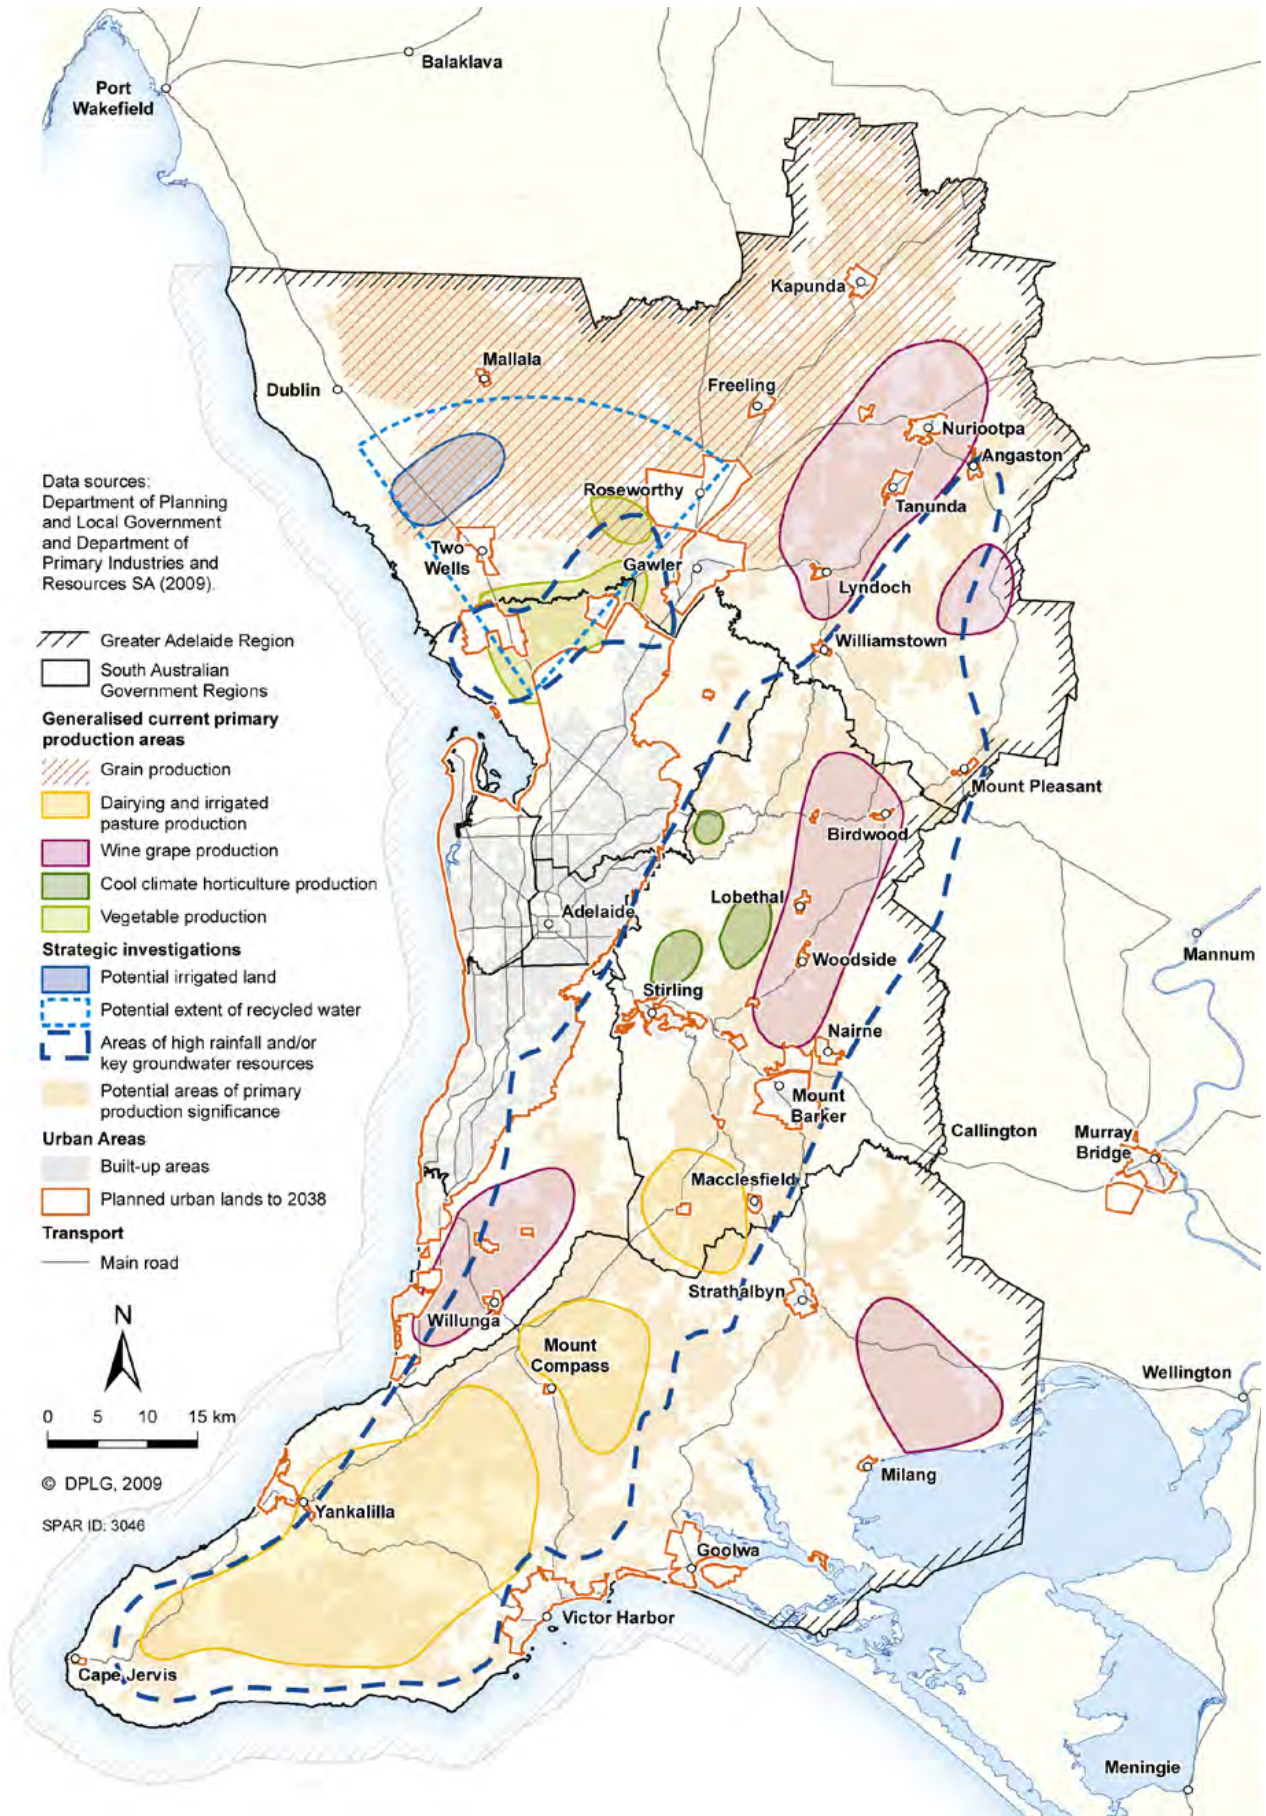 Balaklava
Port
Wakefield
Kapunda
Mallala
Dublin
Freeling
Nuriootpa
Angaston
Data sources:
Department of Planning
and Local Government
and Department of
Primary Industries and
Resources SA (2009).
Roseworthy
Tanunda
Two
Wells
Gawler
Lyndoch
Williamstown
Greater Adelaide Region
South Australian
Government Regions
Generalised current primary
production areas
Grain production
Dairying and irrigated
pasture production
Wine grape production
Cool climate horticulture production
Vegetable production
Strategic investigations
Potential irrigated land
Potential extent of recycled water
Areas of high rainfall and/or
key groundwater resources
Potential areas of primary
production significance
Urban Areas
Built-up areas
Planned urban lands to 2038
Transport
Main road
Mount Pleasant
Birdwood
Lobethal
Adelaide
Mannum
Woodside
Stirling
Nairne
Mount
Barker
Callington
Murray
Bridge
Macclesfield
Strathalbyn
Willunga
Mount
Compass
Wellington
N
0 5 10 15 km
© DPLG, 2009
SPAR ID: 3046
Milang
Yankalilla
Goolwa
Victor Harbor
Cape Jervis
Meningie